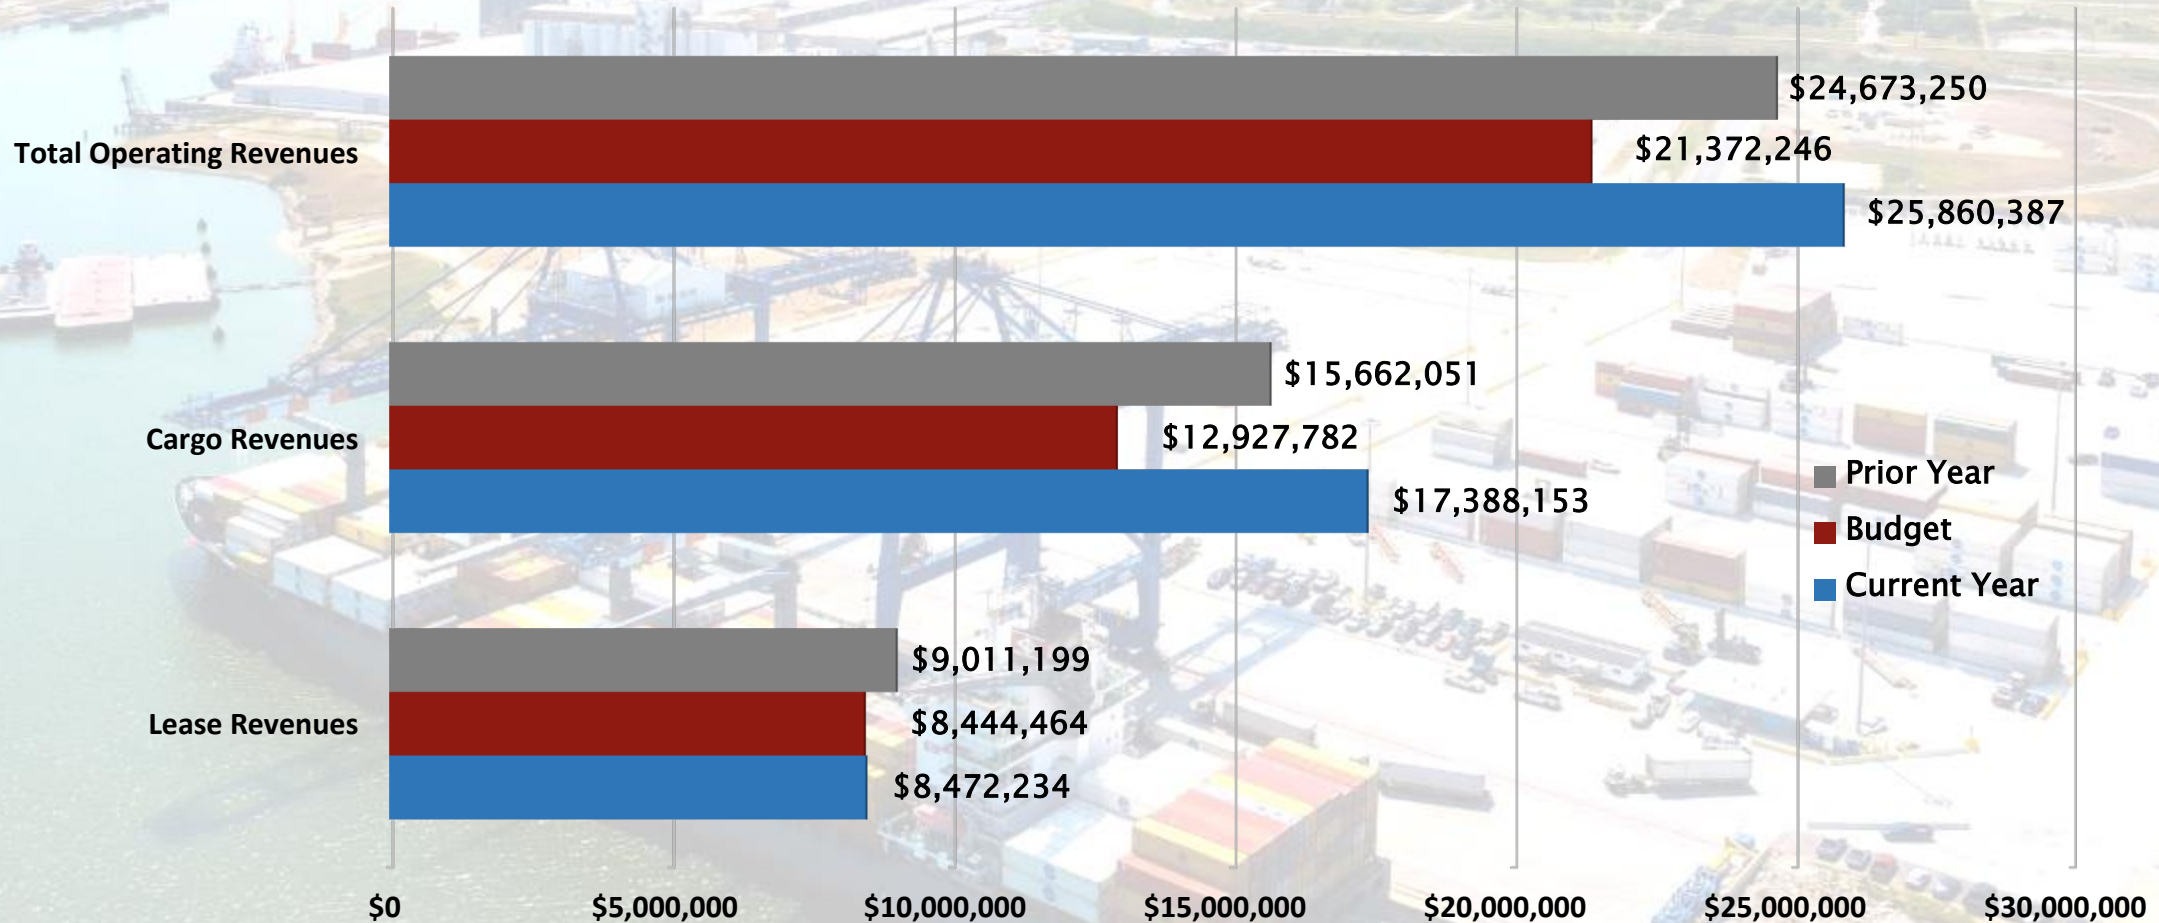 $24,673,250
Total Operating Revenues
$21,372,246
$25,860,387
$15,662,051
Cargo Revenues
$12,927,782
$17,388,153
Prior Year
Budget
Current Year
$9,011,199
Lease Revenues
$8,444,464
$8,472,234
$0 $5,000,000 $10,000,000 $15,000,000 $20,000,000 $25,000,000 $30,000,000